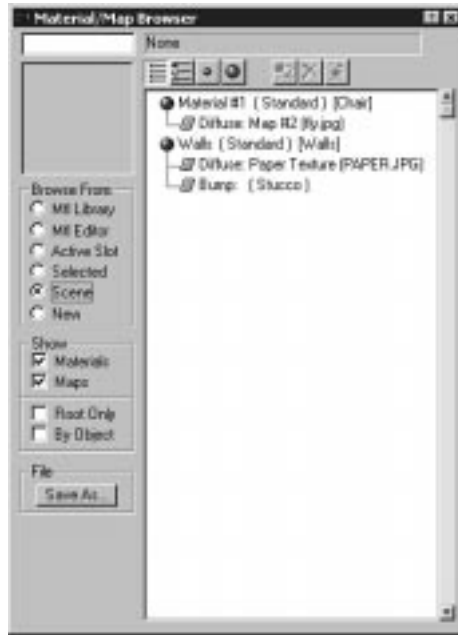 Material/Map Browser
None
Material #1 ( Standard ) [Chair]
Diffuse: Map #2 (fly.jpg)
Walls ( Standard ) [Walls]
Diffuse: Paper Texture (PAPER.JPG)
Bump: ( Stucco )
Browse From:
Mtl Library
Mtl Editor
Active Slot
Selected
Scene
New
Show
Materials
Maps
Root Only
By Object
File
Save As...